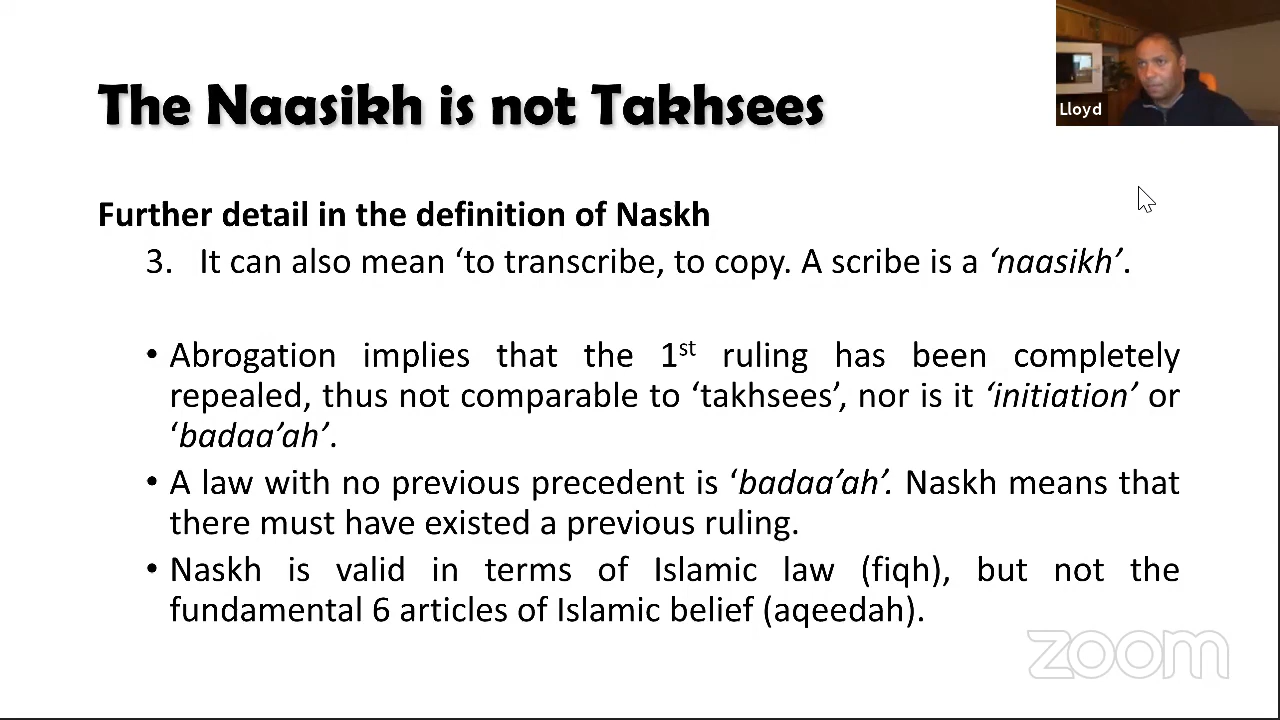 The Naasikh is not Takhsees
Lloyd
Further detail in the definition of Naskh
3. It can also mean ‘to transcribe, to copy. A scribe is a ‘naasikh’.
• Abrogation implies that the 1st ruling has been completely
repealed, thus not comparable to ‘takhsees’, nor is it ‘initiation’ or
‘badaa’ah’.
• A law with no previous precedent is ‘badaa’ah’. Naskh means that
there must have existed a previous ruling.
• Naskh is valid in terms of Islamic law (fiqh), but not the
fundamental 6 articles of Islamic belief (aqeedah).
zoom